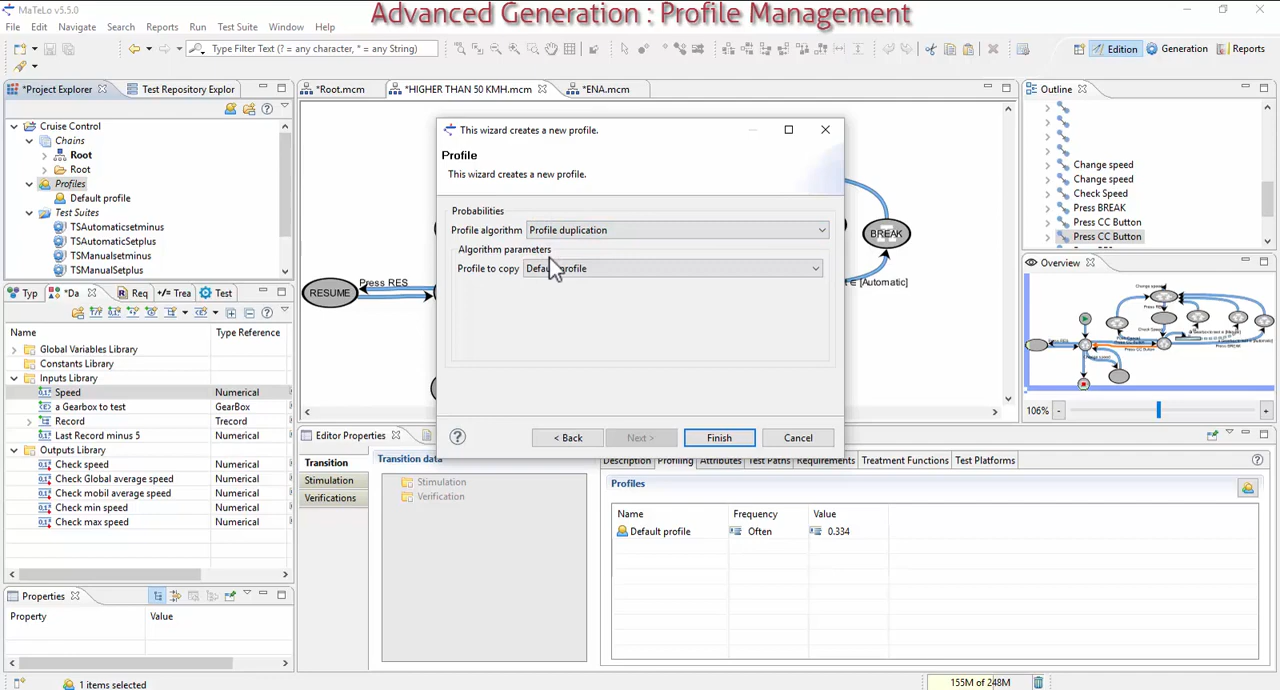 MaTeLo v5.5.0
Advanced Generation : Profile Management
File Edit Navigate Search Reports Run Test Suite Window Help
Type Filter Text (? = any character, * = any String)
Edition Generation Reports
*Project Explorer Test Repository Explor
*Root.mcm *HIGHER THAN 50 KMH.mcm *ENA.mcm
Outline
Cruise Control
Chains
Root
Root
Profiles
Default profile
Test Suites
TSAutomaticsetminus
TSAutomaticSetplus
TSManualsetminus
TSManualSetplus
This wizard creates a new profile.
Profile
This wizard creates a new profile.
Probabilities
Profile algorithm Profile duplication
Algorithm parameters
Profile to copy Default profile
< Back Next > Finish Cancel
RESUME
Press RES
BREAK
∈ [Automatic]
Change speed
Change speed
Check Speed
Press BREAK
Press CC Button
Press CC Button
Overview
106% - +
Typ *Da Req +/= Tra Test
Name Type Reference
Global Variables Library
Constants Library
Inputs Library
Speed Numerical
a Gearbox to test GearBox
Record Trecord
Last Record minus 5 Numerical
Outputs Library
Check speed Numerical
Check Global average speed Numerical
Check mobil average speed Numerical
Check min speed Numerical
Check max speed Numerical
Properties
Property Value
1 items selected
Editor Properties
Transition
Stimulation
Verifications
Transition data
Stimulation
Verification
Description Profiling Attributes Test Paths Requirements Treatment Functions Test Platforms
Profiles
Name Frequency Value
Default profile Often 0.334
155M of 248M